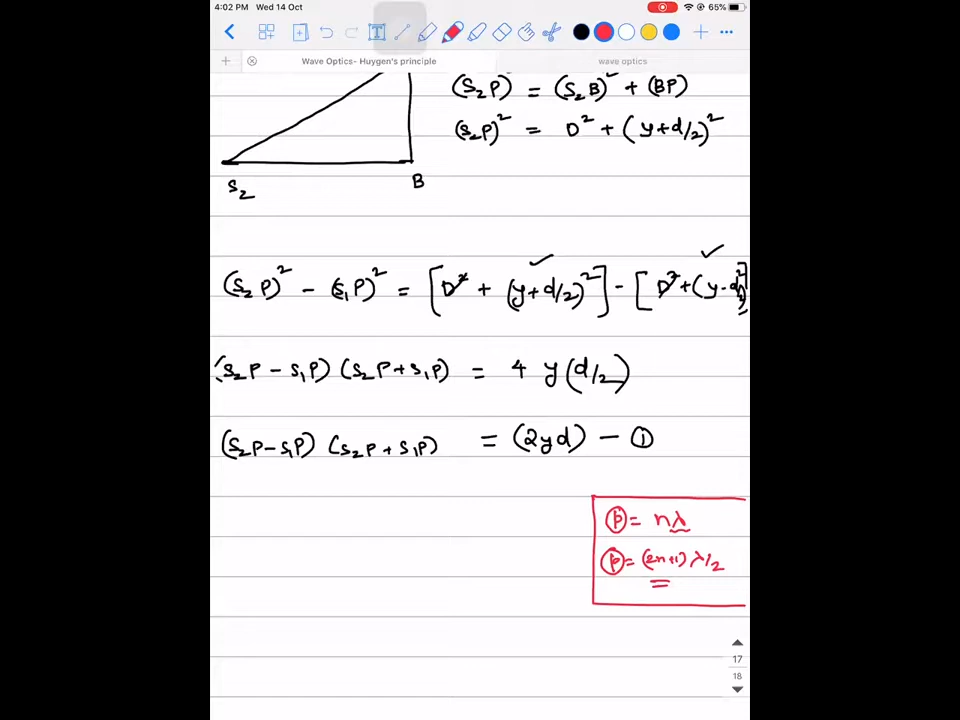 4:02 PM Wed 14 Oct 65%
T
Wave Optics- Huygen's principle wave optics
(S₂P)² = (S₂B)² + (BP)
(S₂P)² = D² + (y+d/2)²
S₂ B
(S₂P)² - (S₁P)² = [D² + (y+d/2)²] - [D² + (y-d/2)²]
(S₂P - S₁P) (S₂P + S₁P) = 4 y (d/2)
(S₂P - S₁P) (S₂P + S₁P) = (2yd) - ①
p = nλ
p = (2n+1) λ/2
17
18